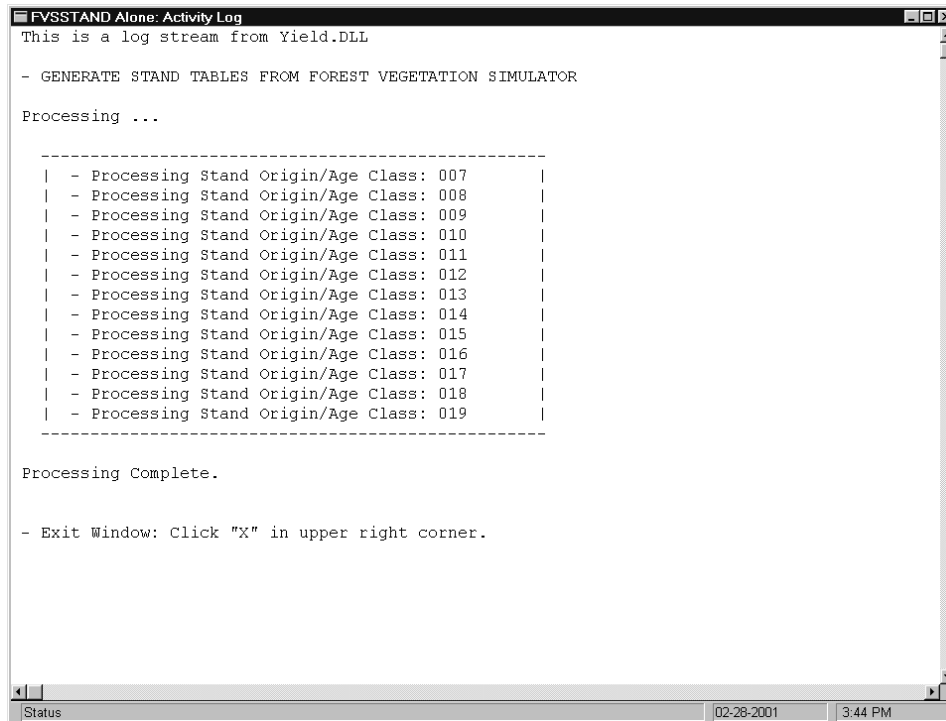 FVSSTAND Alone: Activity Log
This is a log stream from Yield.DLL
- GENERATE STAND TABLES FROM FOREST VEGETATION SIMULATOR
Processing ...
---------------------------------------------------
| - Processing Stand Origin/Age Class: 007 |
| - Processing Stand Origin/Age Class: 008 |
| - Processing Stand Origin/Age Class: 009 |
| - Processing Stand Origin/Age Class: 010 |
| - Processing Stand Origin/Age Class: 011 |
| - Processing Stand Origin/Age Class: 012 |
| - Processing Stand Origin/Age Class: 013 |
| - Processing Stand Origin/Age Class: 014 |
| - Processing Stand Origin/Age Class: 015 |
| - Processing Stand Origin/Age Class: 016 |
| - Processing Stand Origin/Age Class: 017 |
| - Processing Stand Origin/Age Class: 018 |
| - Processing Stand Origin/Age Class: 019 |
---------------------------------------------------
Processing Complete.
- Exit Window: Click "X" in upper right corner.
Status 02-28-2001 3:44 PM